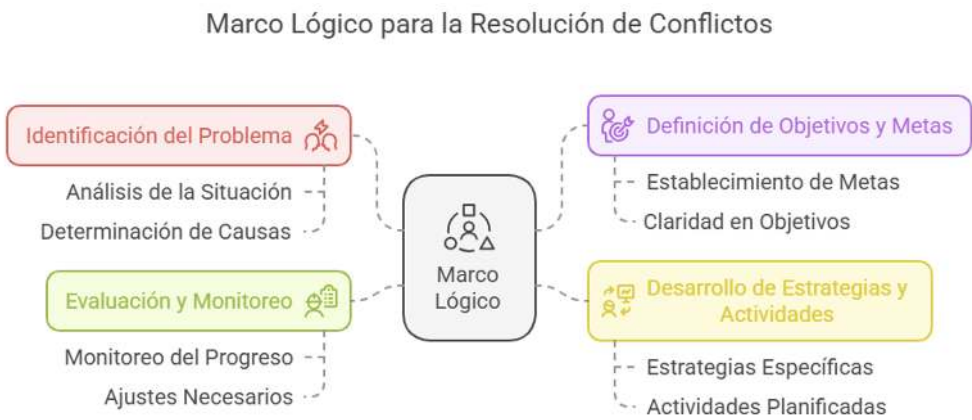 Marco Lógico para la Resolución de Conflictos
Identificación del Problema
Análisis de la Situación
Determinación de Causas
Evaluación y Monitoreo
Monitoreo del Progreso
Ajustes Necesarios
Marco
Lógico
Definición de Objetivos y Metas
Establecimiento de Metas
Claridad en Objetivos
Desarrollo de Estrategias y
Actividades
Estrategias Específicas
Actividades Planificadas